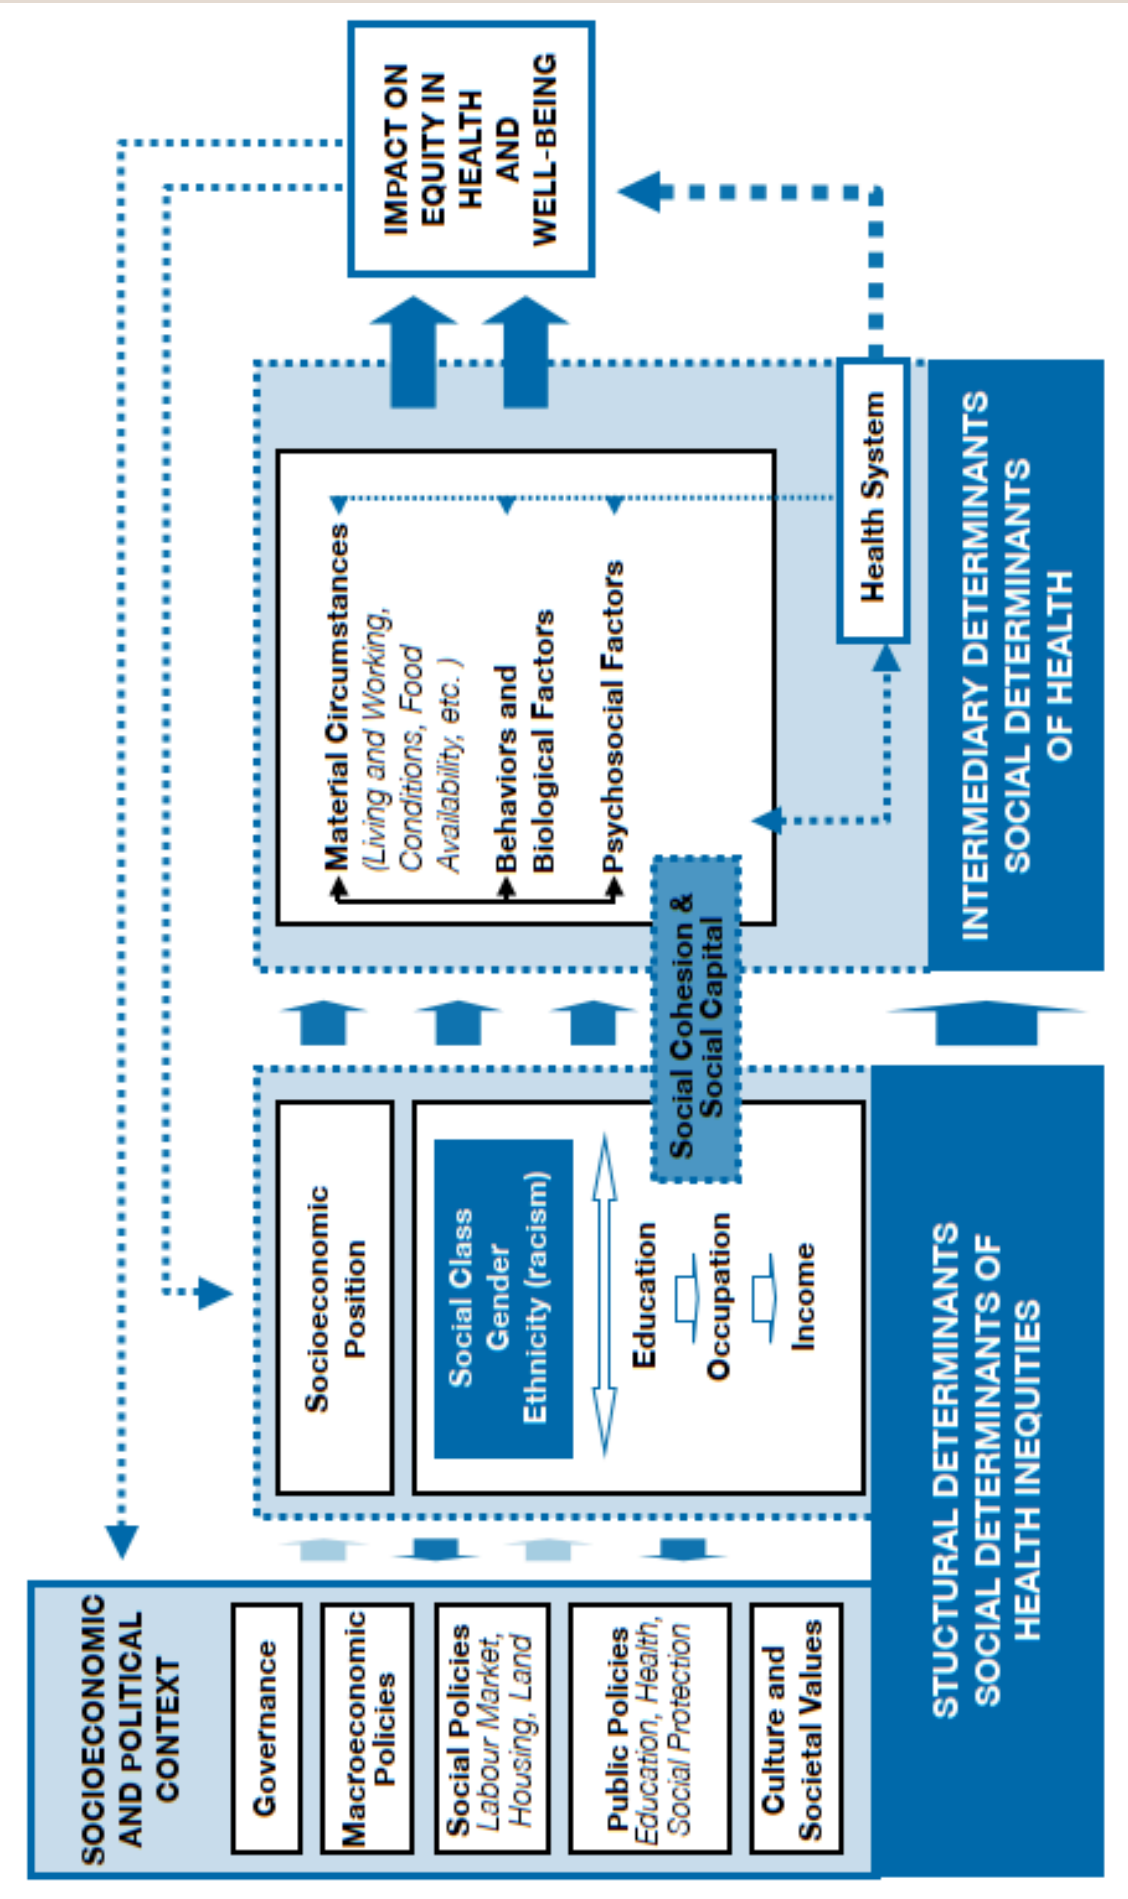 SOCIOECONOMIC
AND POLITICAL
CONTEXT
Governance
Macroeconomic
Policies
Social Policies
Labour Market,
Housing, Land
Public Policies
Education, Health,
Social Protection
Culture and
Societal Values
Socioeconomic
Position
Social Class
Gender
Ethnicity (racism)
Education
Occupation
Income
Social Cohesion &
Social Capital
Material Circumstances
(Living and Working,
Conditions, Food
Availability, etc. )
Behaviors and
Biological Factors
Psychosocial Factors
Health System
IMPACT ON
EQUITY IN
HEALTH
AND
WELL-BEING
STUCTURAL DETERMINANTS
SOCIAL DETERMINANTS OF
HEALTH INEQUITIES
INTERMEDIARY DETERMINANTS
SOCIAL DETERMINANTS
OF HEALTH